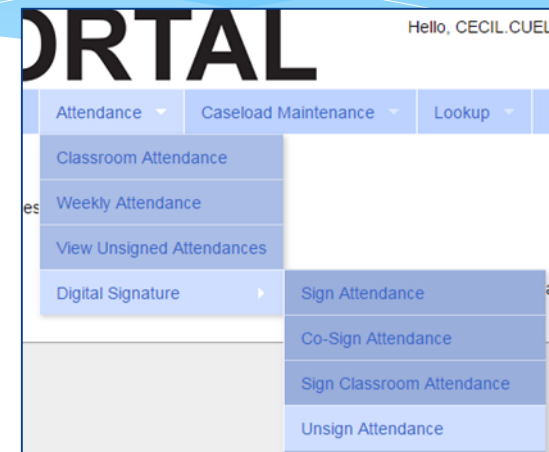 ORTAL
Hello, CECIL.CUEL
Attendance Caseload Maintenance Lookup
Classroom Attendance
es Weekly Attendance
View Unsigned Attendances
Digital Signature Sign Attendance
Co-Sign Attendance
Sign Classroom Attendance
Unsign Attendance